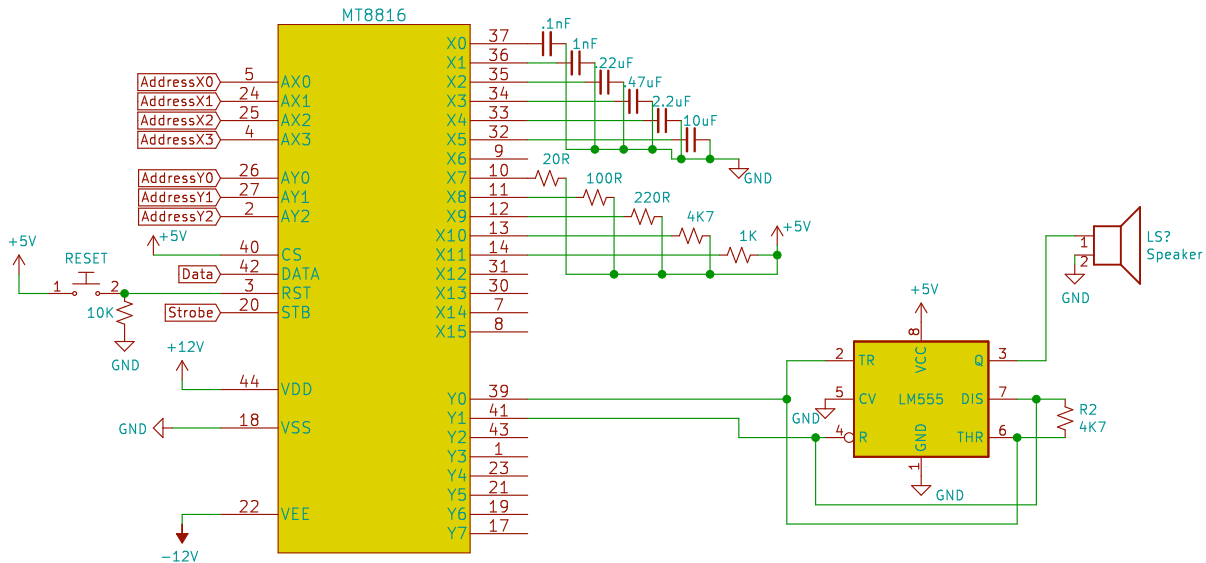 MT8816
37 X0 .1nF
36 X1 1nF
5 AX0 AddressX0
35 X2 .22uF
24 AX1 AddressX1
34 X3 .47uF
25 AX2 AddressX2
33 X4 2.2uF
4 AX3 AddressX3
32 X5 10uF
9 X6
GND
26 AY0 AddressY0
10 X7 20R
27 AY1 AddressY1
11 X8 100R
2 AY2 AddressY2
12 X9 220R
13 X10 4K7
14 X11 1K
+5V
+5V
+5V
40 CS
RESET
1 2
Data 42 DATA
31 X12
3 RST
30 X13
10K
Strobe 20 STB
7 X14
8 X15
GND
+12V
44 VDD
GND 18 VSS
22 VEE
-12V
39 Y0
41 Y1
43 Y2
1 Y3
23 Y4
21 Y5
19 Y6
17 Y7
LS?
Speaker
1
2
GND
+5V
8
VCC
2 TR
Q 3
5 CV
GND
LM555
DIS 7
4 R
THR 6
GND
1
GND
R2
4K7